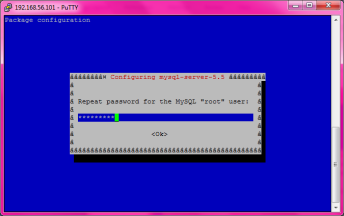 192.168.56.101 - PuTTY
Package configuration
Configuring mysql-server-5.5
Repeat password for the MySQL "root" user:
*********
<Ok>